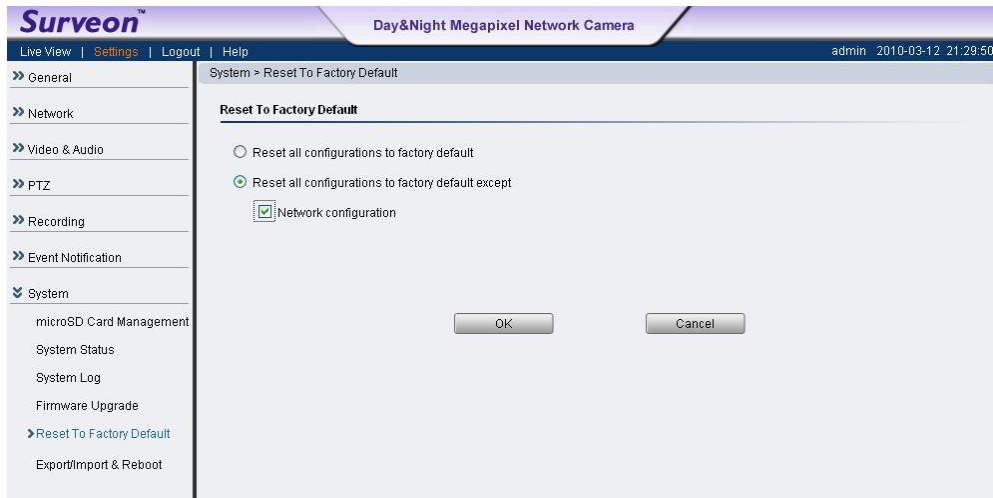 Surveon™
Day&Night Megapixel Network Camera
Live View | Settings | Logout | Help
admin 2010-03-12 21:29:50
General
Network
Video & Audio
PTZ
Recording
Event Notification
System
microSD Card Management
System Status
System Log
Firmware Upgrade
Reset To Factory Default
Export/Import & Reboot
System > Reset To Factory Default
Reset To Factory Default
Reset all configurations to factory default
Reset all configurations to factory default except
Network configuration
OK
Cancel